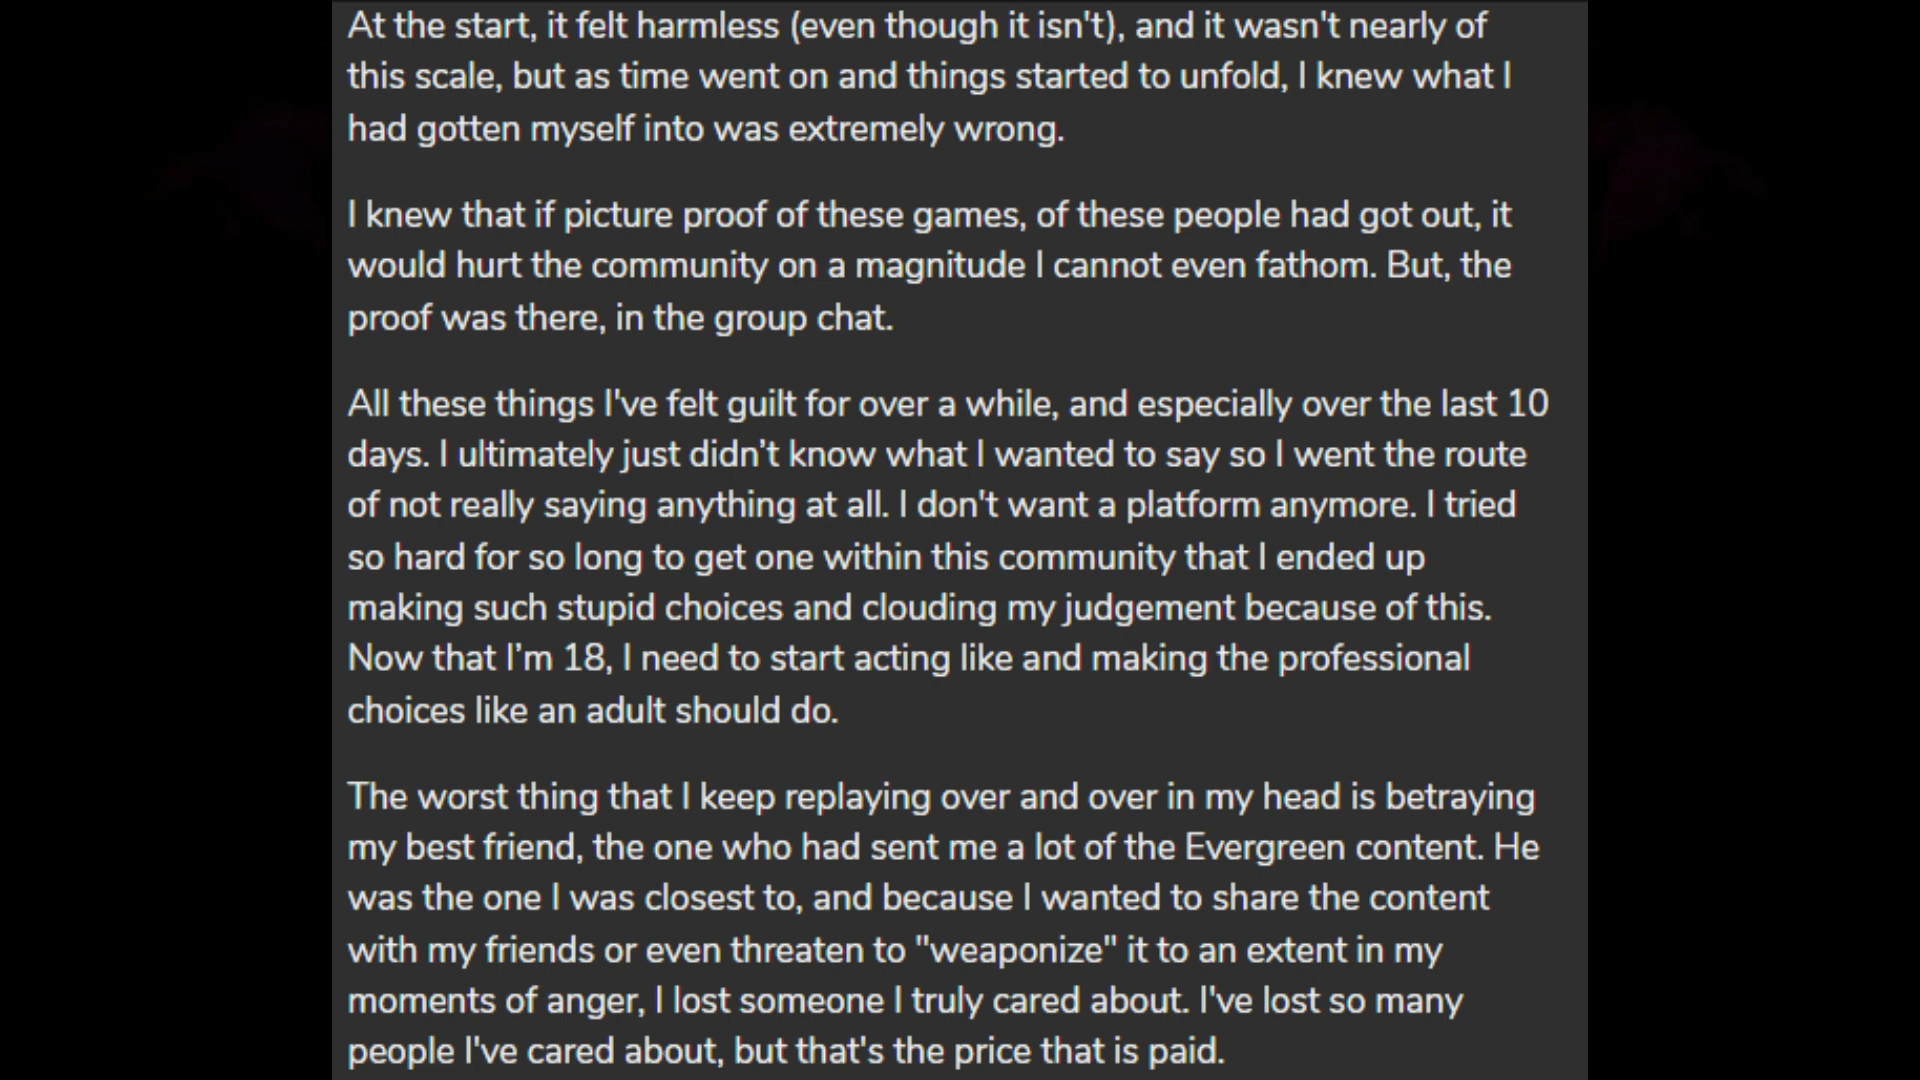 At the start, it felt harmless (even though it isn't), and it wasn't nearly of
this scale, but as time went on and things started to unfold, I knew what I
had gotten myself into was extremely wrong.
I knew that if picture proof of these games, of these people had got out, it
would hurt the community on a magnitude I cannot even fathom. But, the
proof was there, in the group chat.
All these things I've felt guilt for over a while, and especially over the last 10
days. I ultimately just didn’t know what I wanted to say so I went the route
of not really saying anything at all. I don't want a platform anymore. I tried
so hard for so long to get one within this community that I ended up
making such stupid choices and clouding my judgement because of this.
Now that I’m 18, I need to start acting like and making the professional
choices like an adult should do.
The worst thing that I keep replaying over and over in my head is betraying
my best friend, the one who had sent me a lot of the Evergreen content. He
was the one I was closest to, and because I wanted to share the content
with my friends or even threaten to "weaponize" it to an extent in my
moments of anger, I lost someone I truly cared about. I've lost so many
people I've cared about, but that's the price that is paid.